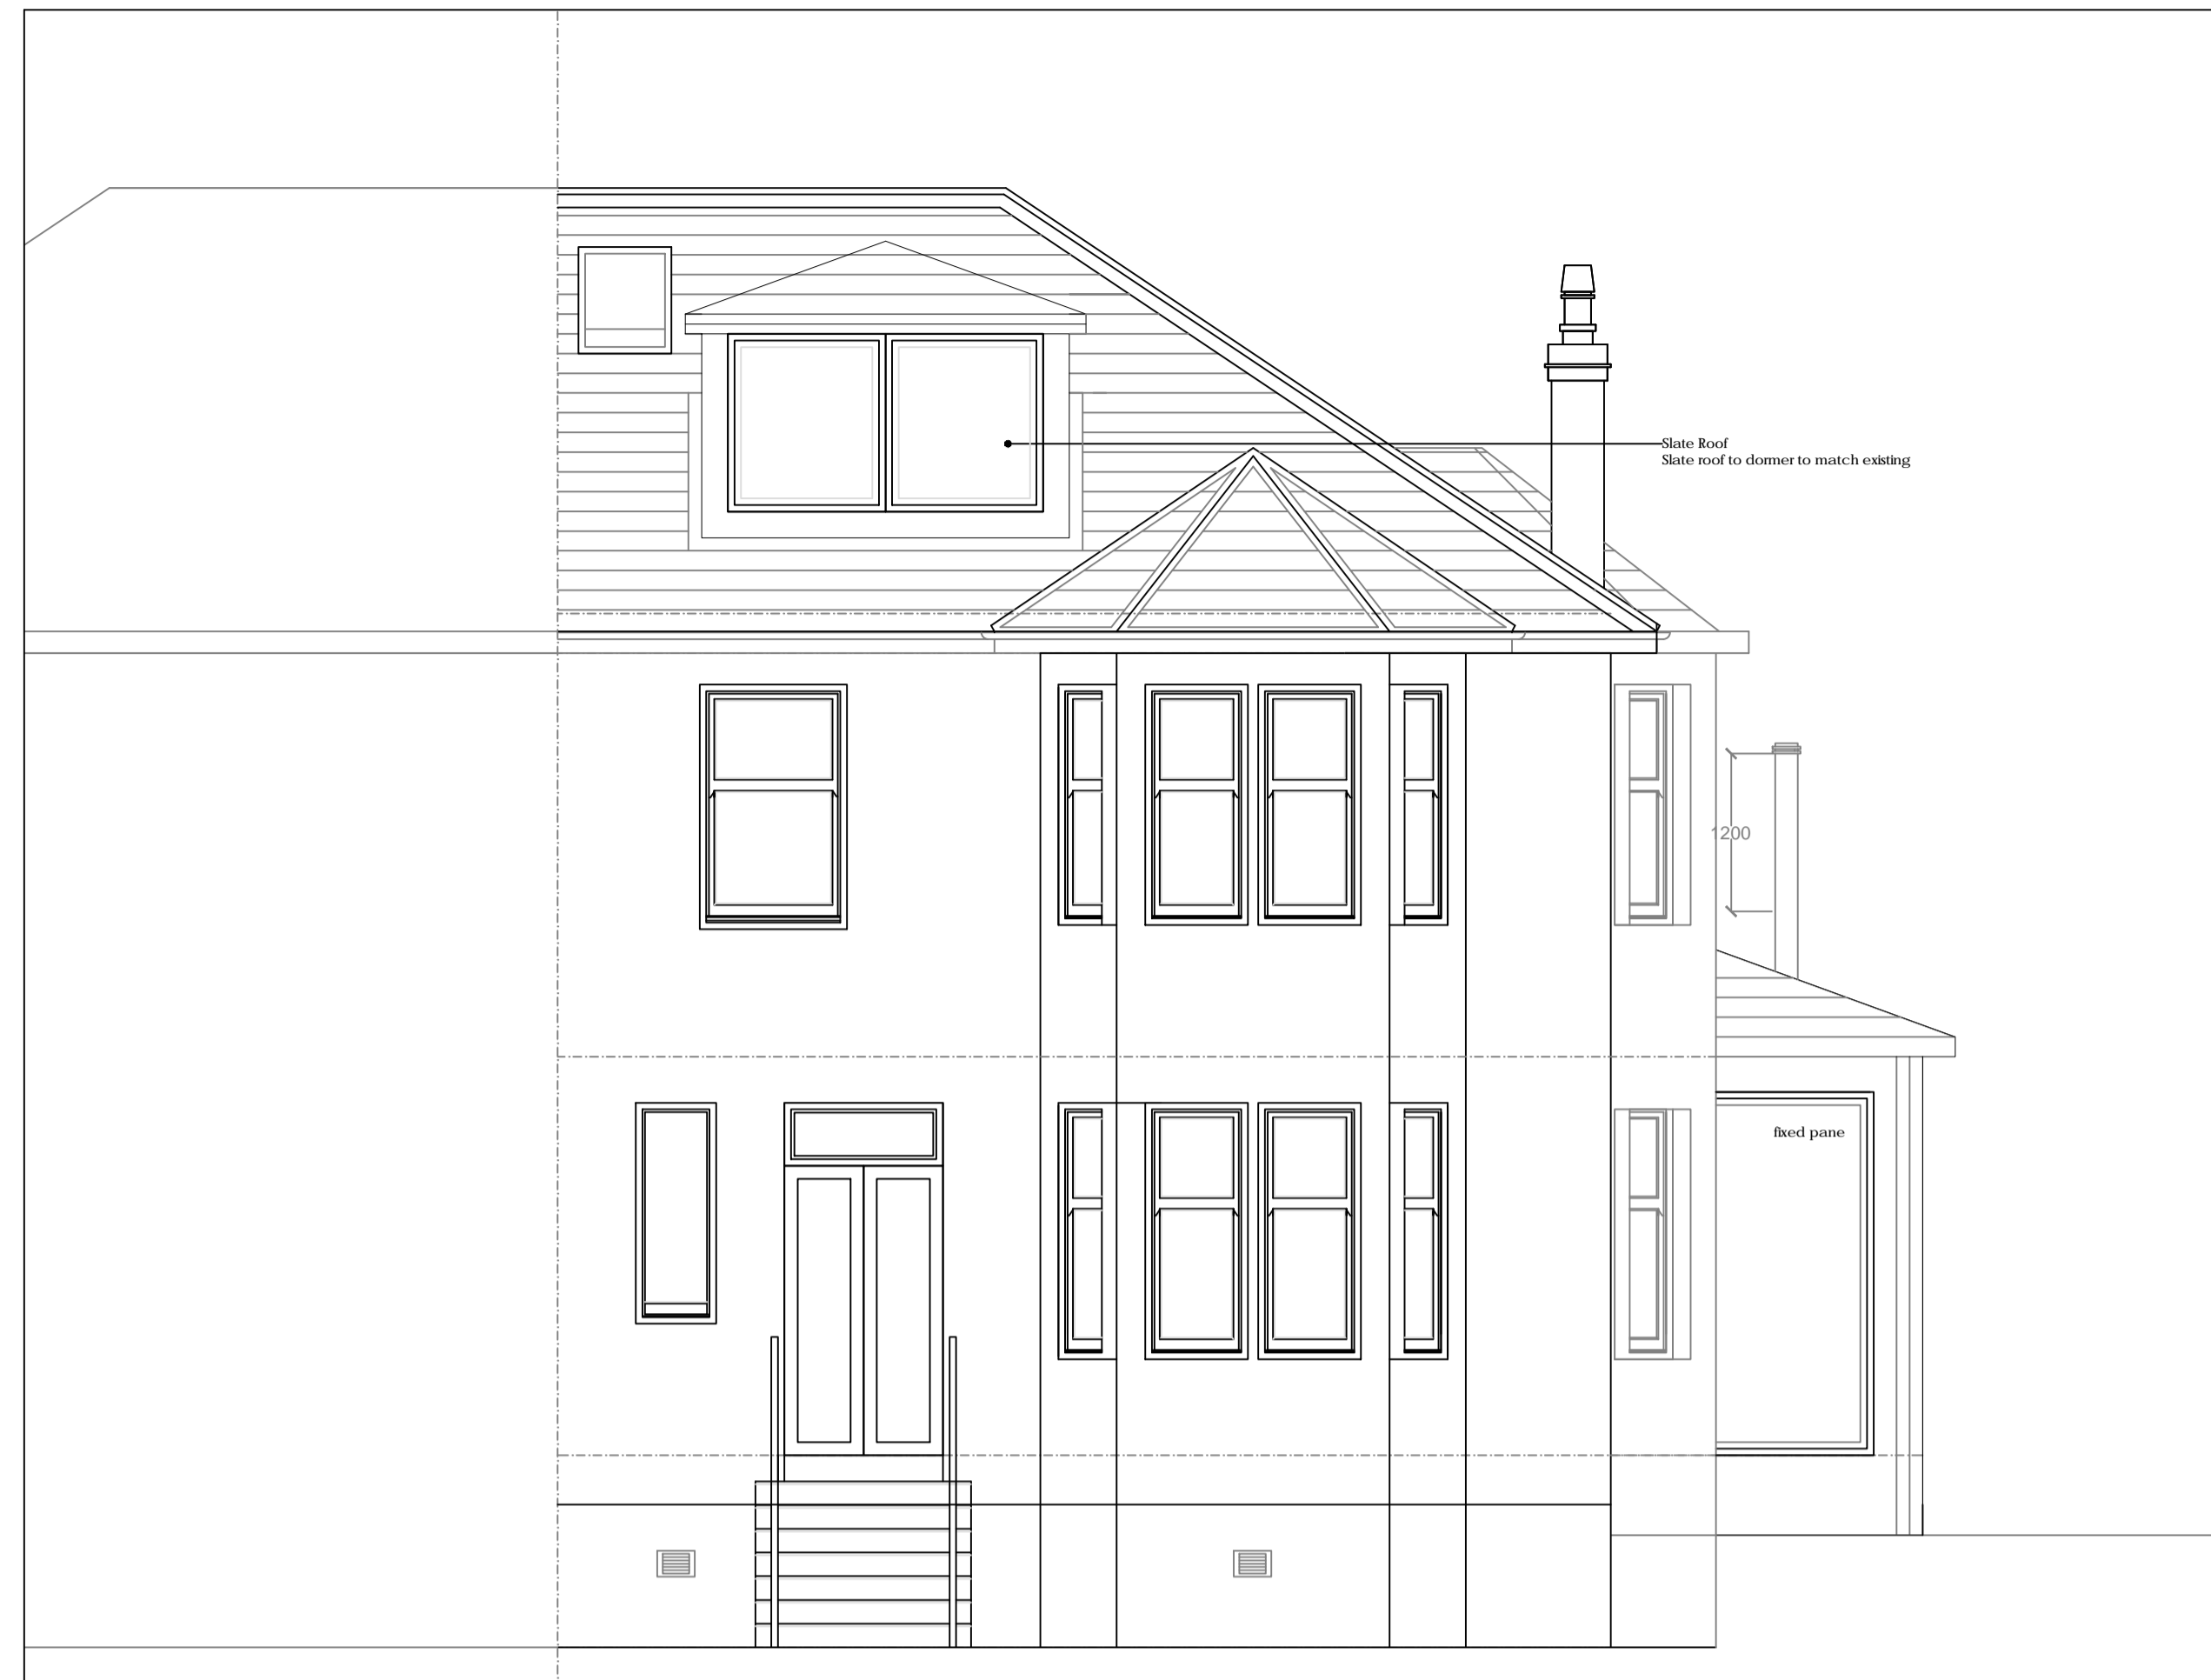 Slate Roof
Slate roof to dormer to match existing
1200
fixed pane